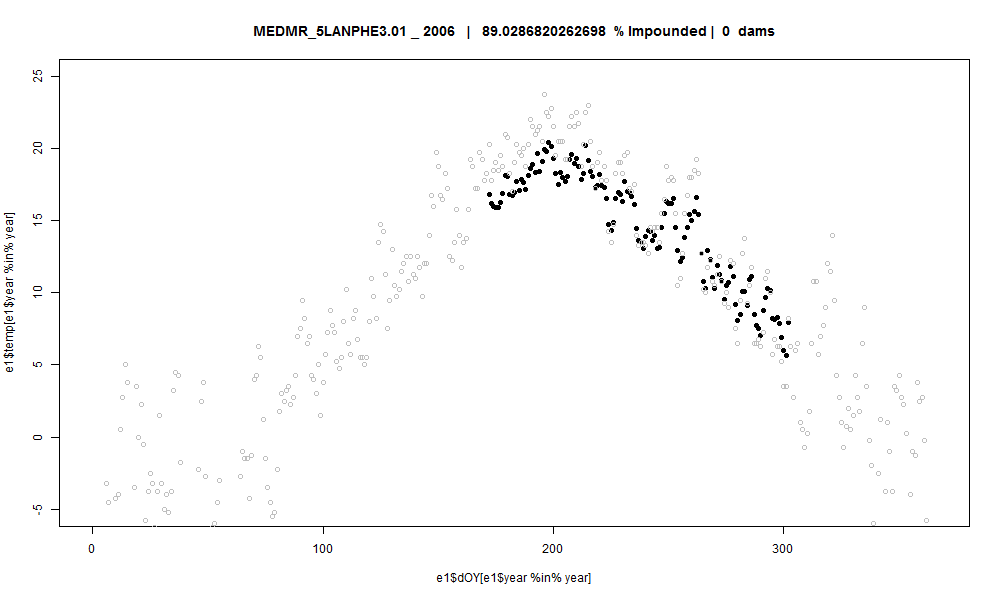 MEDMR_5LANPHE3.01 _ 2006 | 89.0286820262698 % Impounded | 0 dams
25
20
15
10
5
0
-5
e1$temp[e1$year %in% year]
0 100 200 300
e1$dOY[e1$year %in% year]